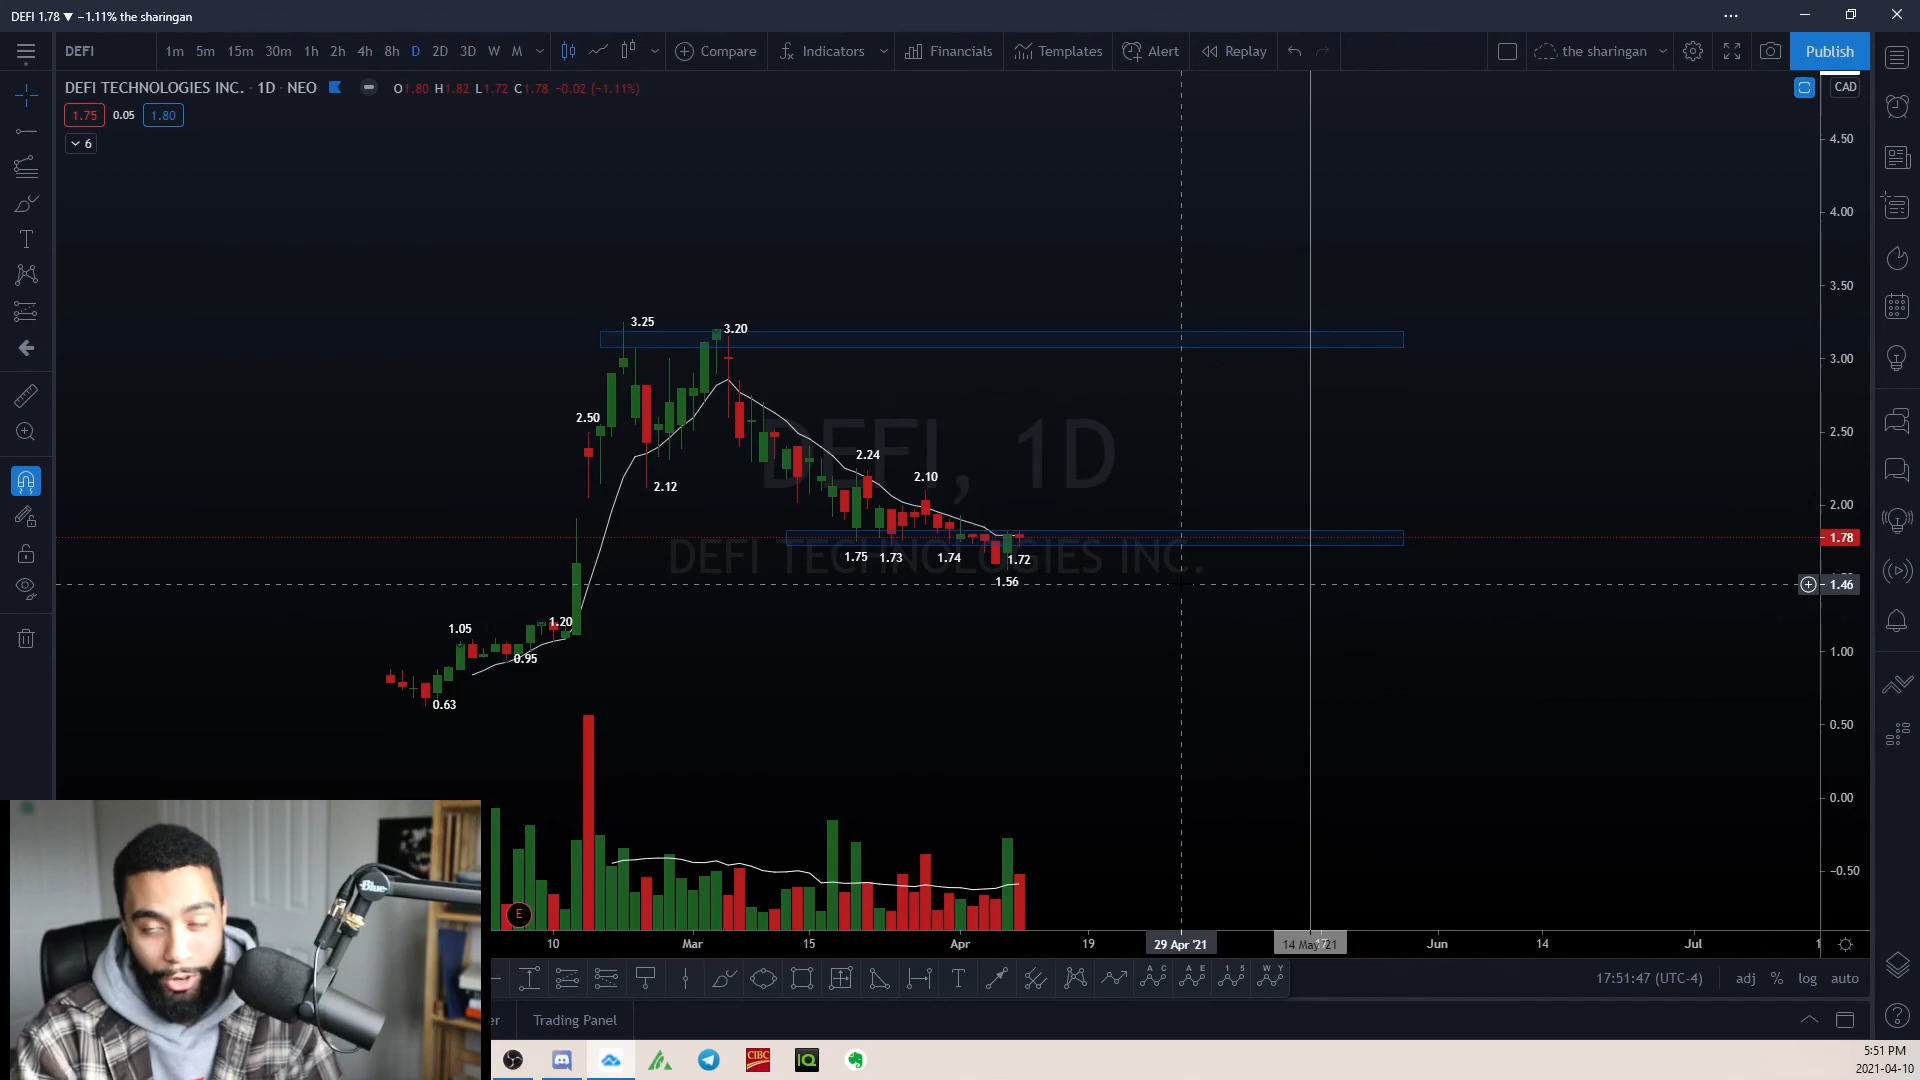 DEFI 1.78 ▼ −1.11% the sharingan
DEFI
1m 5m 15m 30m 1h 2h 4h 8h D 2D 3D W M
Compare
Indicators
Financials
Templates
Alert
Replay
the sharingan
Publish
DEFI TECHNOLOGIES INC. · 1D · NEO
O1.80 H1.82 L1.72 C1.78 −0.02 (−1.11%)
CAD
1.75 0.05 1.80
6
4.50
4.00
3.50
3.00
2.50
2.00
1.78
1.46
1.00
0.50
0.00
−0.50
3.25
3.20
2.50
2.12
2.24
2.10
1.75
1.73
1.74
1.72
1.56
1.20
1.05
0.95
0.63
DEFI, 1D
DEFI TECHNOLOGIES INC.
E
10 Mar 15 Apr 19 29 Apr '21 14 May '21 Jun 14 Jul
A C
A E
1 5
W Y
17:51:47 (UTC-4)
adj % log auto
er
Trading Panel
Blue
CIBC
IQ
5:51 PM
2021-04-10